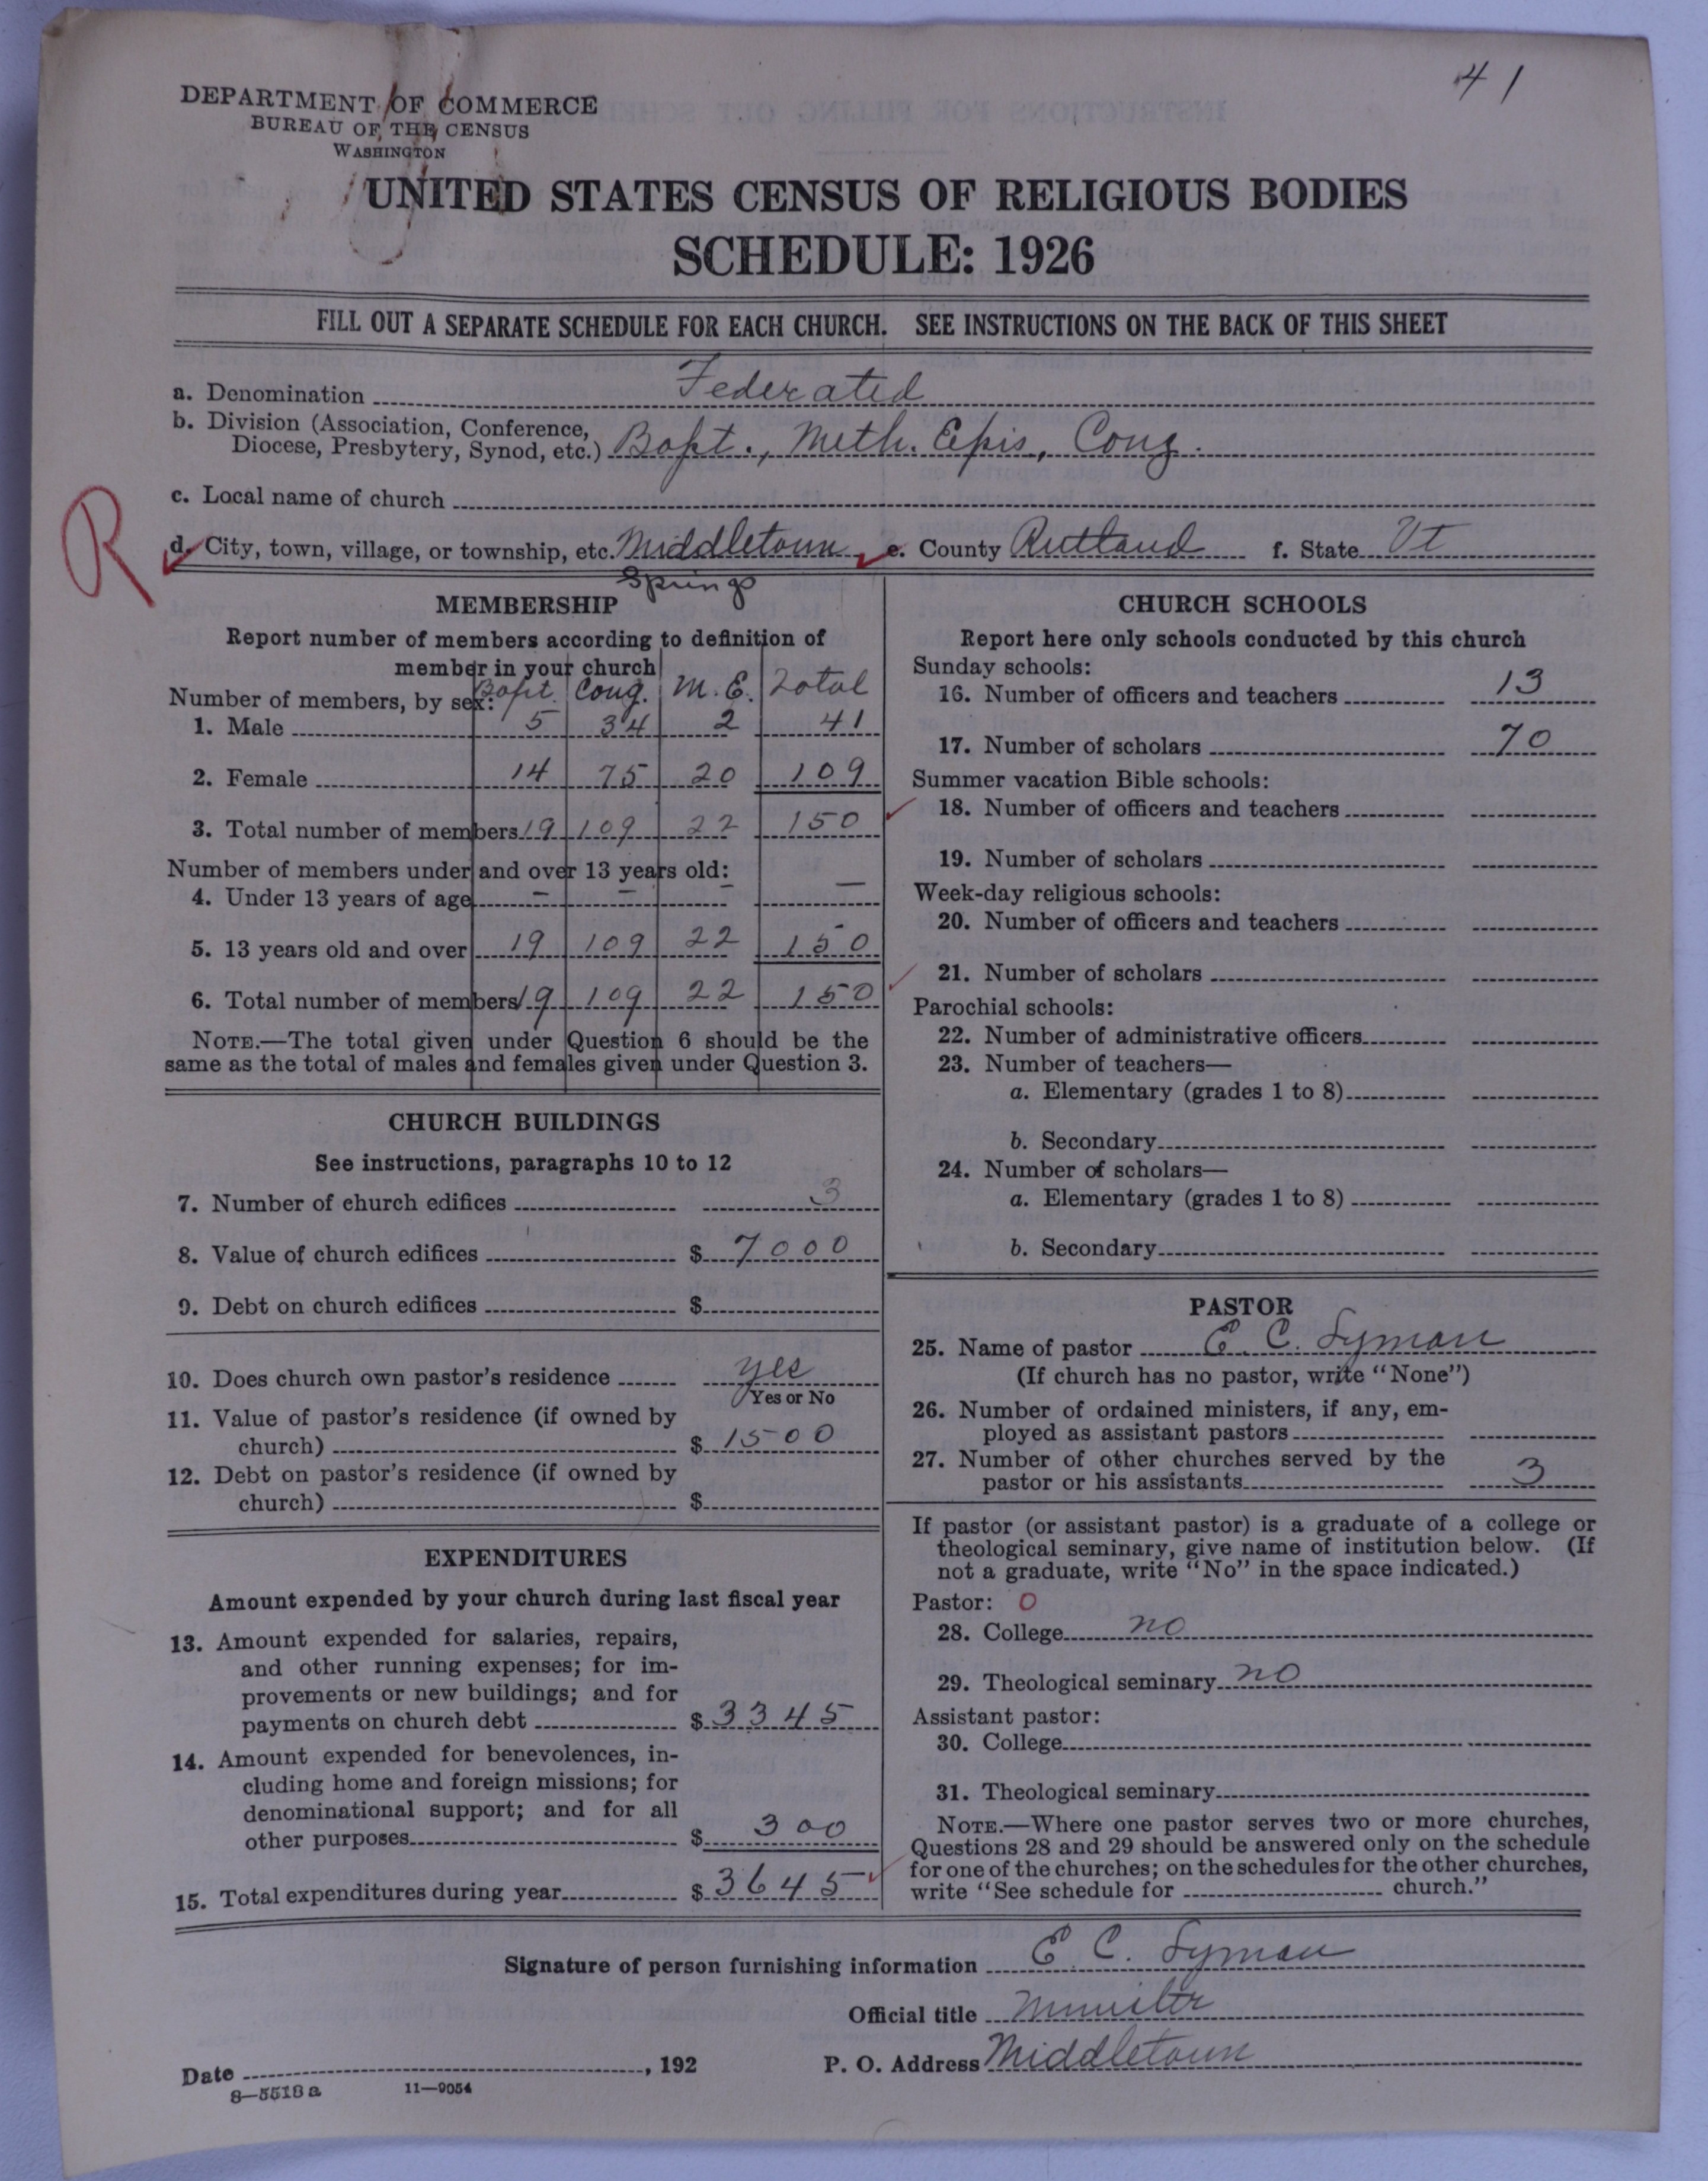 41
DEPARTMENT OF COMMERCE
BUREAU OF THE CENSUS
WASHINGTON
UNITED STATES CENSUS OF RELIGIOUS BODIES
SCHEDULE: 1926
FILL OUT A SEPARATE SCHEDULE FOR EACH CHURCH. SEE INSTRUCTIONS ON THE BACK OF THIS SHEET
a. Denomination Federated
b. Division (Association, Conference,
Diocese, Presbytery, Synod, etc.) Bapt., Meth. Epis, Cong.
c. Local name of church
R
d. City, town, village, or township, etc. Middletown e. County Rutland f. State Vt
Springs
MEMBERSHIP
Report number of members according to definition of
member in your church
Number of members, by sex: Bapt. Cong. M. E. Total
1. Male 5 34 2 41
2. Female 14 75 20 109
3. Total number of members 19 109 22 150
Number of members under and over 13 years old:
4. Under 13 years of age - - - —
5. 13 years old and over 19 109 22 150
6. Total number of members 19 109 22 150
NOTE.—The total given under Question 6 should be the
same as the total of males and females given under Question 3.
CHURCH BUILDINGS
See instructions, paragraphs 10 to 12
7. Number of church edifices 3
8. Value of church edifices $ 7000
9. Debt on church edifices $
10. Does church own pastor's residence yes
Yes or No
11. Value of pastor's residence (if owned by
church) $ 1500
12. Debt on pastor's residence (if owned by
church) $
EXPENDITURES
Amount expended by your church during last fiscal year
13. Amount expended for salaries, repairs,
and other running expenses; for im-
provements or new buildings; and for
payments on church debt $ 3345
14. Amount expended for benevolences, in-
cluding home and foreign missions; for
denominational support; and for all
other purposes $ 300
15. Total expenditures during year $ 3645
CHURCH SCHOOLS
Report here only schools conducted by this church
Sunday schools:
16. Number of officers and teachers 13
17. Number of scholars 70
Summer vacation Bible schools:
18. Number of officers and teachers
19. Number of scholars
Week-day religious schools:
20. Number of officers and teachers
21. Number of scholars
Parochial schools:
22. Number of administrative officers
23. Number of teachers—
a. Elementary (grades 1 to 8)
b. Secondary
24. Number of scholars—
a. Elementary (grades 1 to 8)
b. Secondary
PASTOR
25. Name of pastor E. C. Lyman
(If church has no pastor, write "None")
26. Number of ordained ministers, if any, em-
ployed as assistant pastors
27. Number of other churches served by the
pastor or his assistants 3
If pastor (or assistant pastor) is a graduate of a college or
theological seminary, give name of institution below. (If
not a graduate, write "No" in the space indicated.)
Pastor: 0
28. College no
29. Theological seminary no
Assistant pastor:
30. College
31. Theological seminary
NOTE.—Where one pastor serves two or more churches,
Questions 28 and 29 should be answered only on the schedule
for one of the churches; on the schedules for the other churches,
write "See schedule for church."
Signature of person furnishing information E C. Lyman
Official title Minister
Date , 192 P. O. Address Middletown
8—5518 a 11—9054